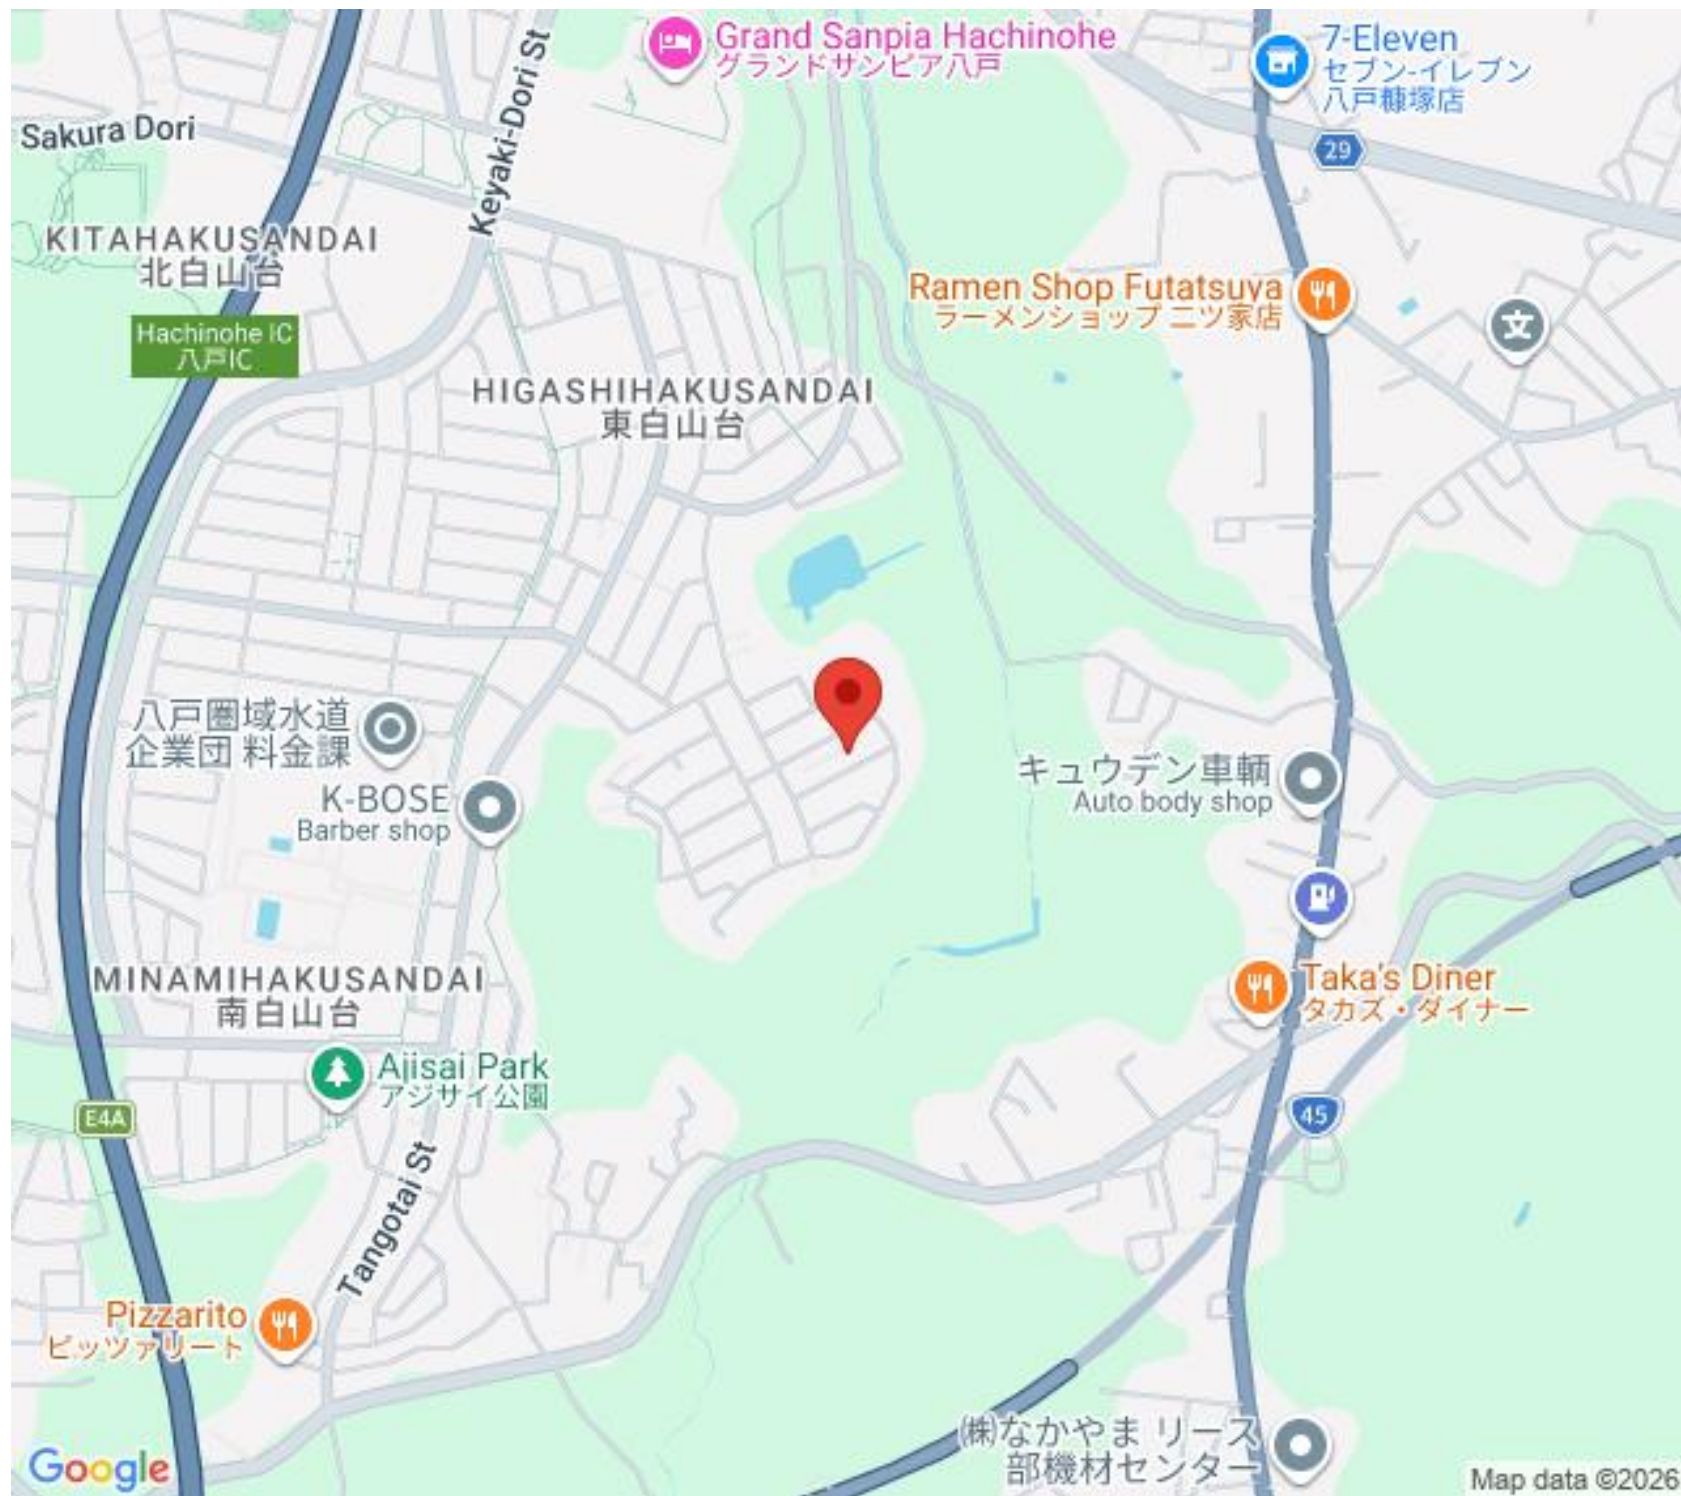 Grand Sanpia Hachinohe
グランドサンピア八戸
7-Eleven
セブン-イレブン
八戸糠塚店
Sakura Dori
Keyaki-Dori St
29
KITAHAKUSANDAI
北白山台
Hachinohe IC
八戸IC
Ramen Shop Futatsuya
ラーメンショップ 二ツ家店
文
HIGASHIHAKUSANDAI
東白山台
八戸圏域水道
企業団 料金課
K-BOSE
Barber shop
キュウデン車輌
Auto body shop
MINAMIHAKUSANDAI
南白山台
Taka's Diner
タカズ・ダイナー
Ajisai Park
アジサイ公園
E4A
45
Tangotai St
Pizzarito
ピッツァリート
㈱なかやま リース
部機材センター
Google
Map data ©2026